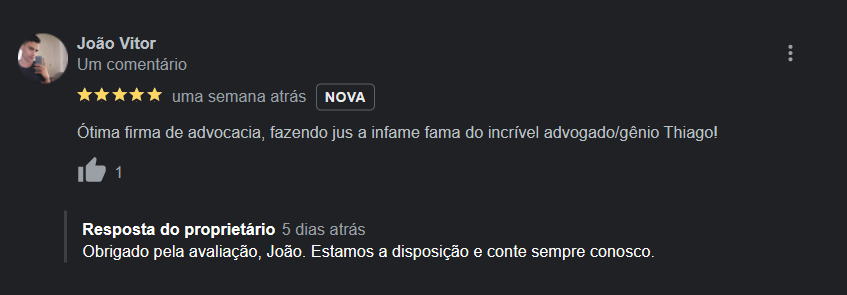 João Vitor
Um comentário
uma semana atrás NOVA
Ótima firma de advocacia, fazendo jus a infame fama do incrível advogado/gênio Thiago!
1
Resposta do proprietário 5 dias atrás
Obrigado pela avaliação, João. Estamos a disposição e conte sempre conosco.